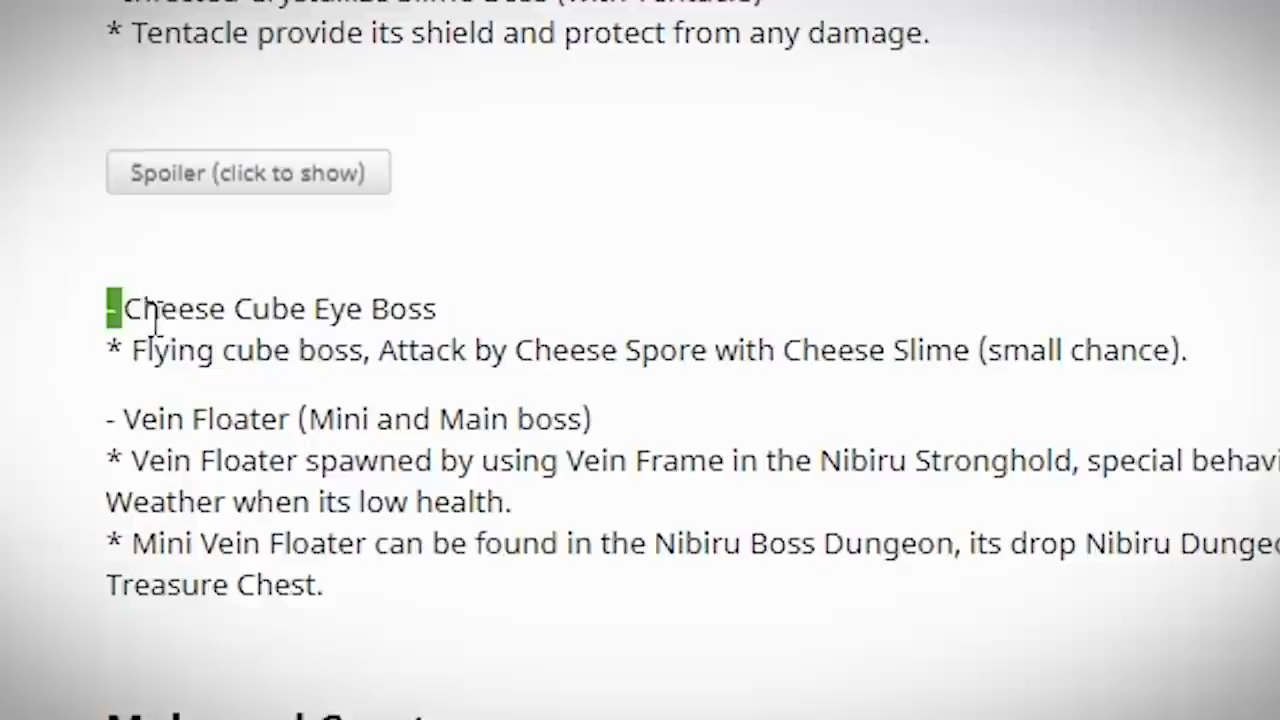 * Tentacle provide its shield and protect from any damage.
Spoiler (click to show)
- Cheese Cube Eye Boss
* Flying cube boss, Attack by Cheese Spore with Cheese Slime (small chance).
- Vein Floater (Mini and Main boss)
* Vein Floater spawned by using Vein Frame in the Nibiru Stronghold, special
Weather when its low health.
* Mini Vein Floater can be found in the Nibiru Boss Dungeon, its drop Nibiru
Treasure Chest.